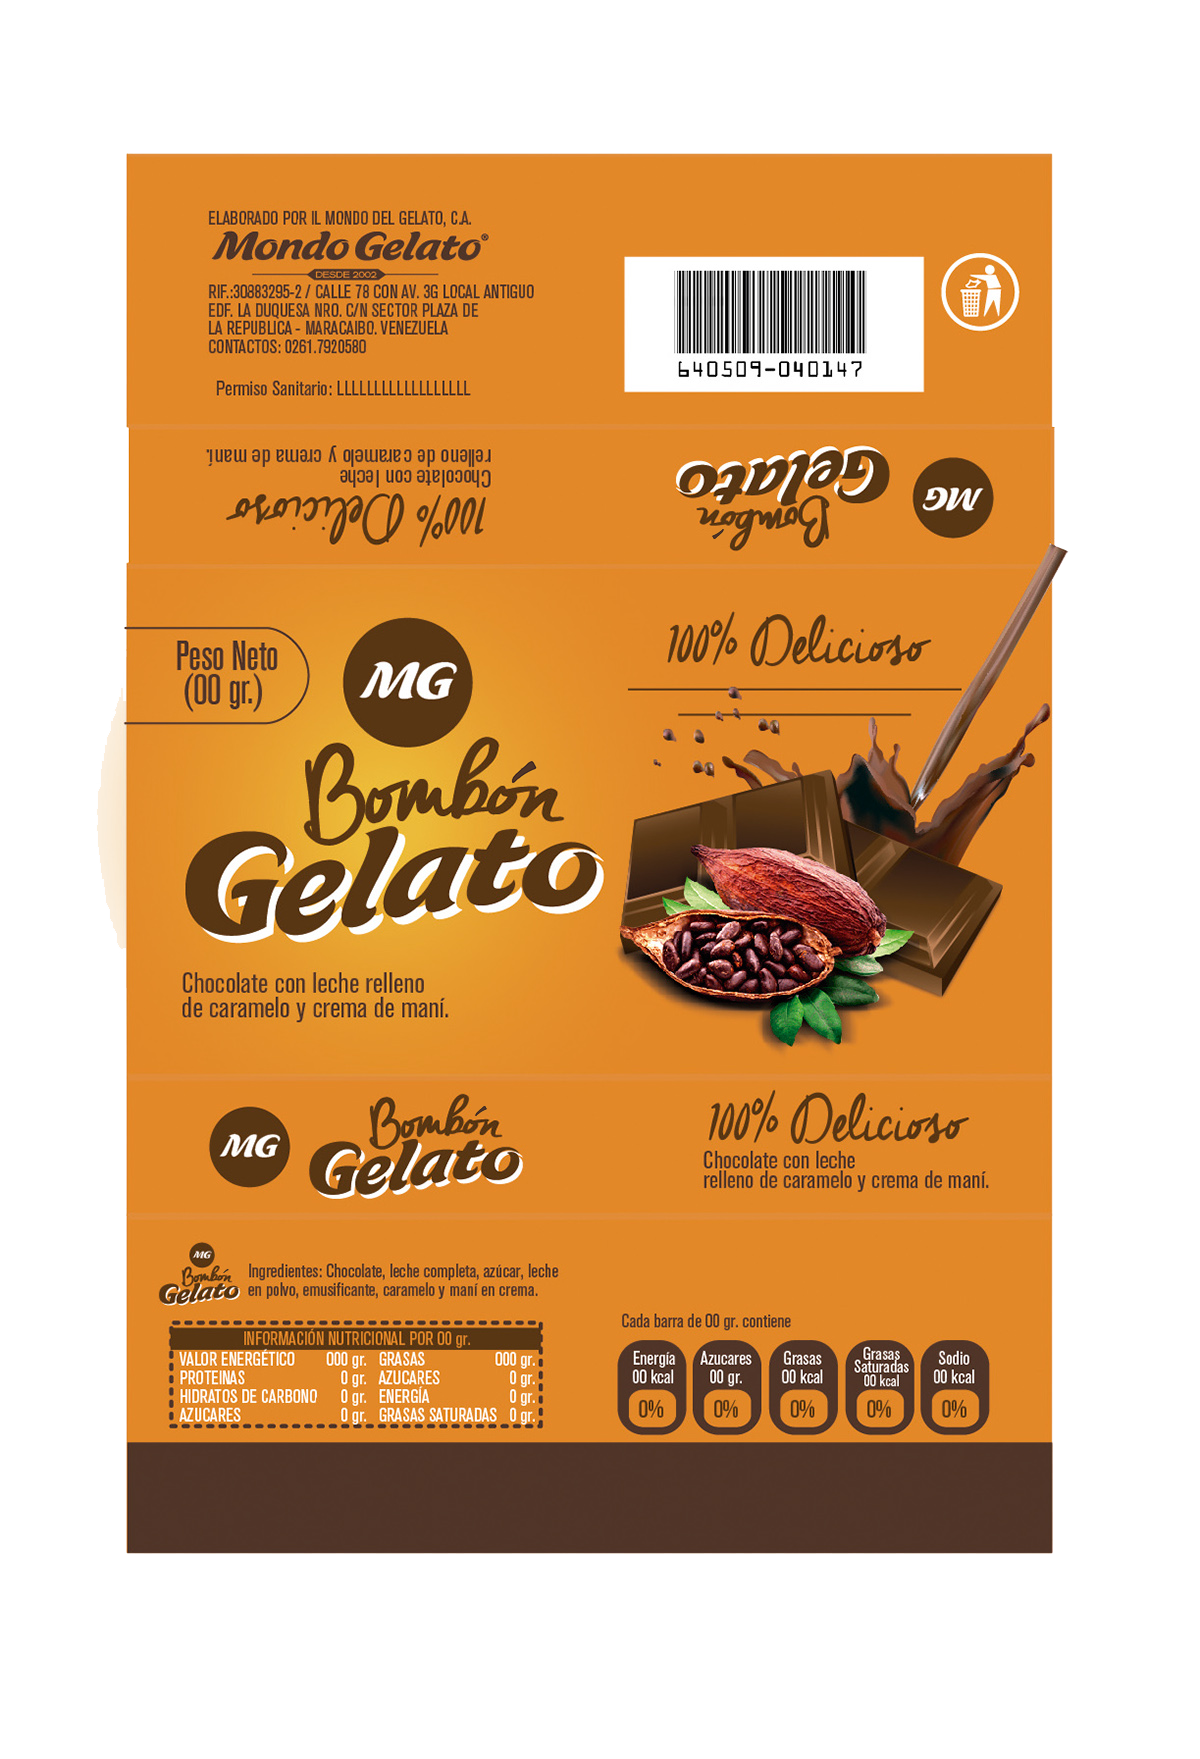 ELABORADO POR IL MONDO DEL GELATO, C.A.
Mondo Gelato®
DESDE 2002
RIF.:30883295-2 / CALLE 78 CON AV. 3G LOCAL ANTIGUO
EDF. LA DUQUESA NRO. C/N SECTOR PLAZA DE
LA REPUBLICA - MARACAIBO. VENEZUELA
CONTACTOS: 0261.7920580
Permiso Sanitario: LLLLLLLLLLLLLLLLLL
640509-040147
MG
Bombón
Gelato
100% Delicioso
Chocolate con leche
relleno de caramelo y crema de maní.
Peso Neto
(00 gr.)
MG
Bombón
Gelato
Chocolate con leche relleno
de caramelo y crema de maní.
100% Delicioso
MG
Bombón
Gelato
100% Delicioso
Chocolate con leche
relleno de caramelo y crema de maní.
MG
Bombón
Gelato
Ingredientes: Chocolate, leche completa, azúcar, leche
en polvo, emusificante, caramelo y maní en crema.
INFORMACIÓN NUTRICIONAL POR 00 gr.
VALOR ENERGÉTICO 000 gr. GRASAS 000 gr.
PROTEINAS 0 gr. AZUCARES 0 gr.
HIDRATOS DE CARBONO 0 gr. ENERGÍA 0 gr.
AZUCARES 0 gr. GRASAS SATURADAS 0 gr.
Cada barra de 00 gr. contiene
Energía
00 kcal
0%
Azucares
00 gr.
0%
Grasas
00 kcal
0%
Grasas
Saturadas
00 kcal
0%
Sodio
00 kcal
0%